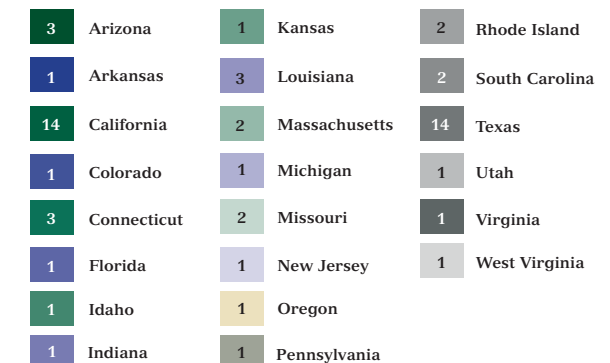 3 Arizona
1 Arkansas
14 California
1 Colorado
3 Connecticut
1 Florida
1 Idaho
1 Indiana
1 Kansas
3 Louisiana
2 Massachusetts
1 Michigan
2 Missouri
1 New Jersey
1 Oregon
1 Pennsylvania
2 Rhode Island
2 South Carolina
14 Texas
1 Utah
1 Virginia
1 West Virginia